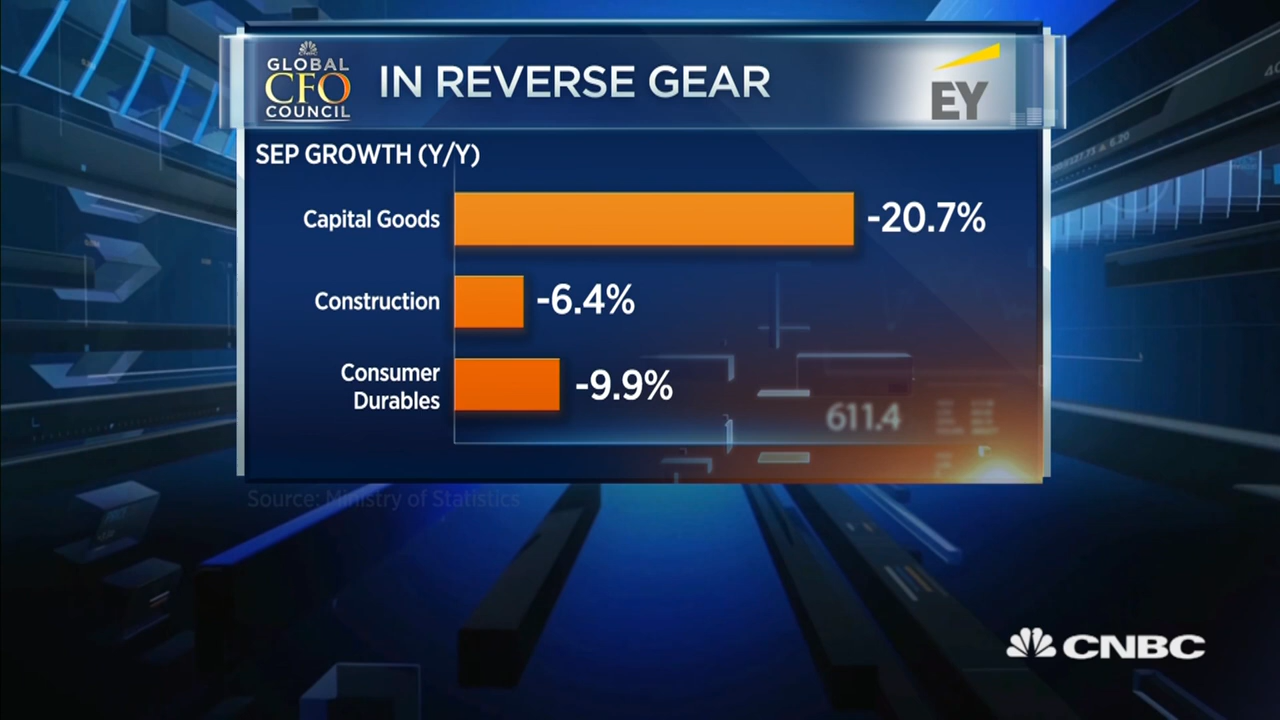 GLOBAL
CFO
COUNCIL
IN REVERSE GEAR
EY
SEP GROWTH (Y/Y)
Capital Goods
-20.7%
Construction
-6.4%
Consumer
Durables
-9.9%
611.4
Source: Ministry of Statistics
CNBC